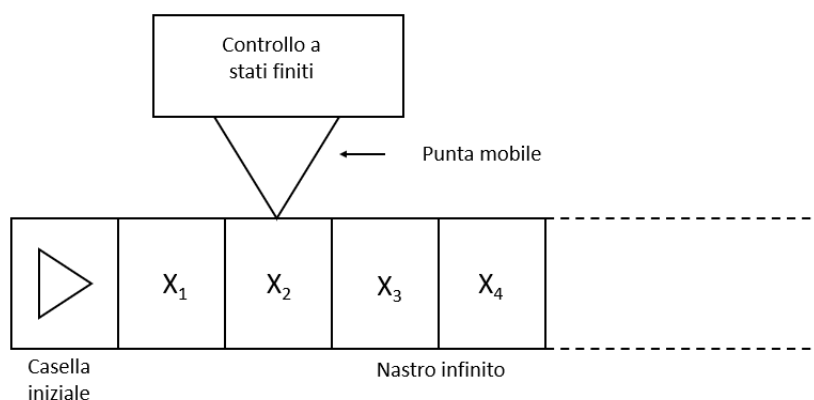 Controllo a
stati finiti
Punta mobile
X₁ X₂ X₃ X₄
Casella
iniziale
Nastro infinito